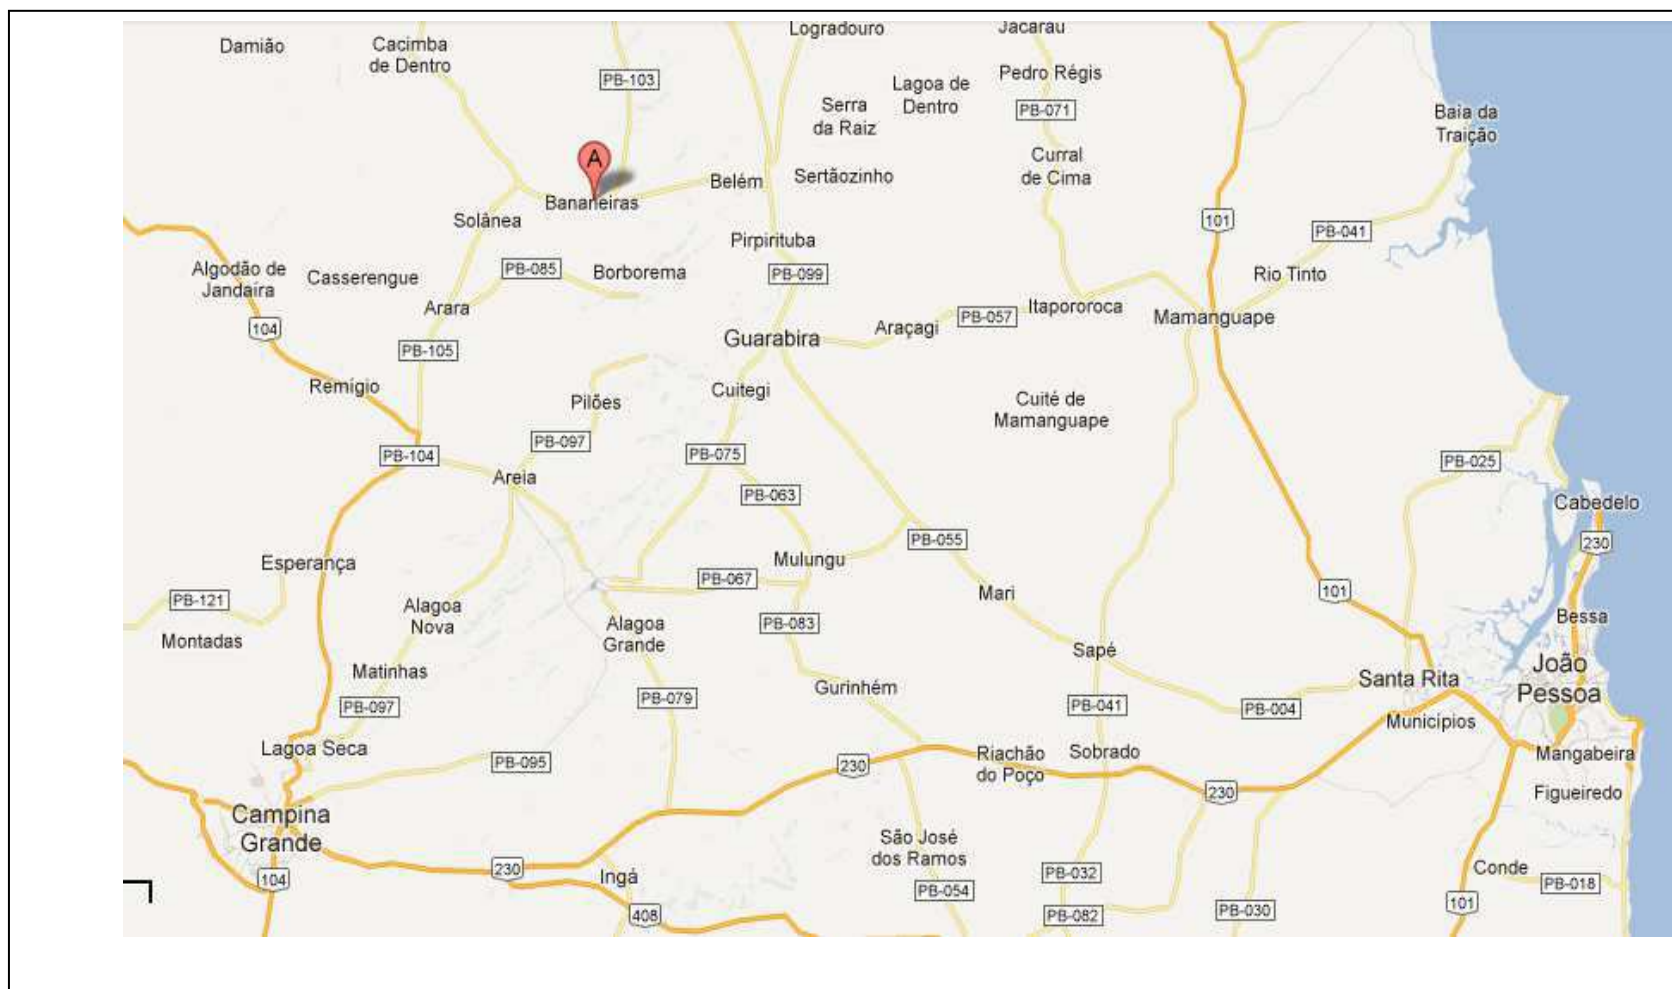 Logradouro
Jacaraú
Damião
Cacimba
de Dentro
PB-103
Pedro Régis
Lagoa de
Dentro
Serra
da Raiz
PB-071
Baia da
Traição
A
Curral
de Cima
Belém
Sertãozinho
Bananeiras
Solânea
101
PB-041
Pirpirituba
Algodão de
Jandaíra
Casserengue
PB-085
Borborema
PB-099
Rio Tinto
Arara
Itapororoca
PB-057
Mamanguape
104
Araçagi
Guarabira
PB-105
Remígio
Cuitegi
Pilões
Cuité de
Mamanguape
PB-097
PB-104
PB-075
PB-025
Areia
PB-063
Cabedelo
PB-055
230
Esperança
Mulungu
PB-067
Mari
101
PB-121
Alagoa
Nova
Bessa
PB-083
Alagoa
Grande
Montadas
Sapé
João
Pessoa
Matinhas
Santa Rita
Gurinhém
PB-079
PB-097
PB-041
PB-004
Municípios
Lagoa Seca
Riachão
do Poço
Sobrado
Mangabeira
PB-095
230
230
Figueiredo
Campina
Grande
São José
dos Ramos
230
Ingá
104
PB-032
Conde
PB-018
PB-054
408
PB-082
PB-030
101